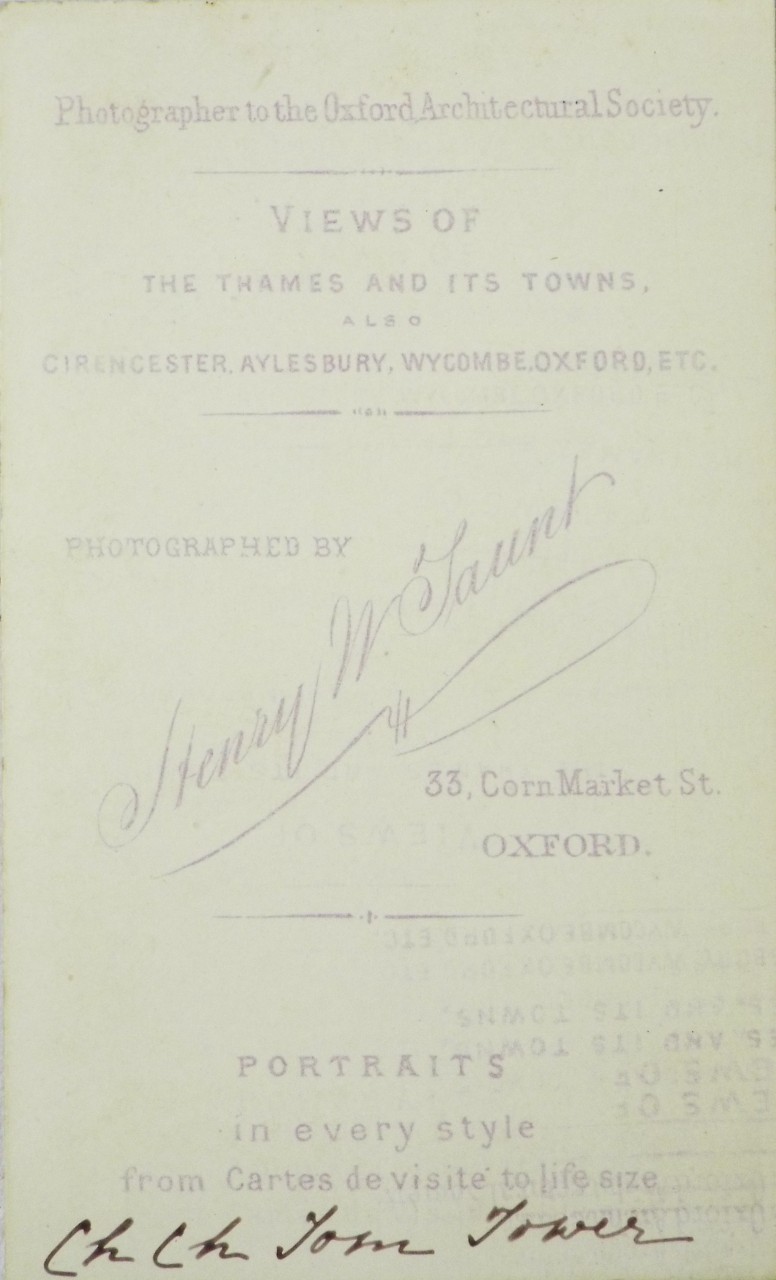 Photographer to the Oxford Architectural Society.
VIEWS OF
THE THAMES AND ITS TOWNS,
ALSO
CIRENCESTER, AYLESBURY, WYCOMBE, OXFORD, ETC.
PHOTOGRAPHED BY
Henry W. Taunt
33, Corn Market St.
OXFORD.
PORTRAITS
in every style
from Cartes de visite to life size
Ch Ch Tom Tower